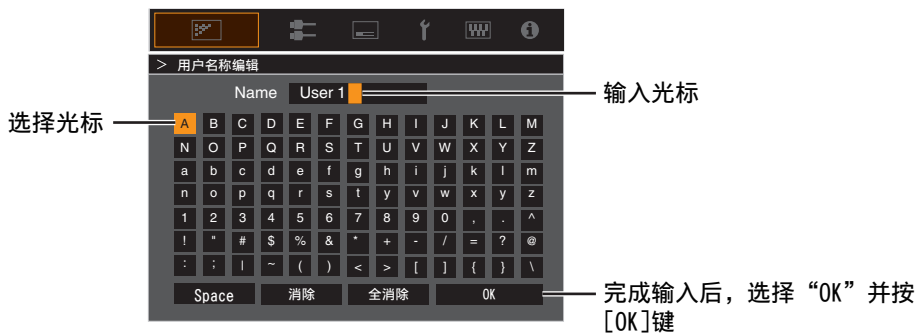 > 用户名称编辑
Name User 1
输入光标
选择光标
A B C D E F G H I J K L M
N O P Q R S T U V W X Y Z
a b c d e f g h i j k l m
n o p q r s t y v w x y z
1 2 3 4 5 6 7 8 9 0 , . ^
! " # $ % & * + - / = ? @
: ; | ~ ( ) < > [ ] { } \
Space 消除 全消除 OK
完成输入后，选择“OK”并按
[OK]键